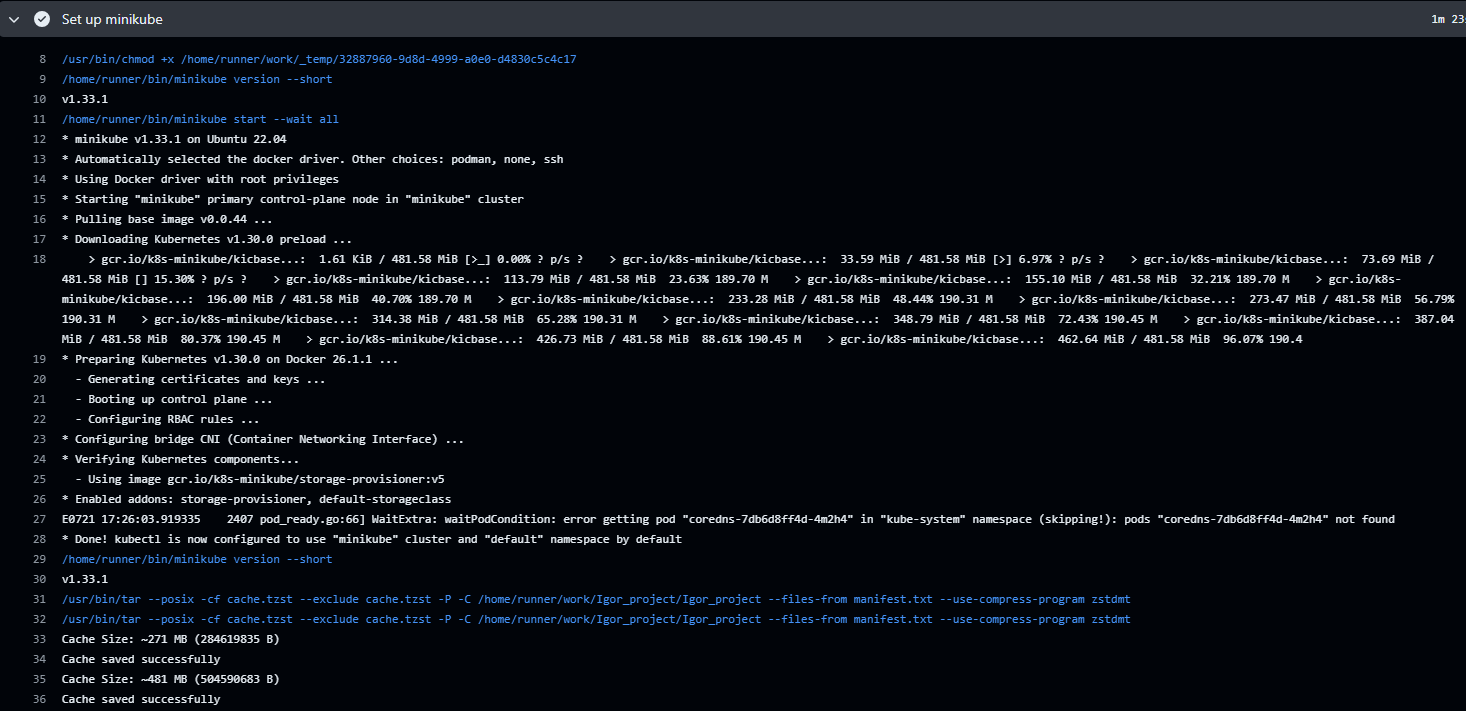 Set up minikube
1m 23
8 /usr/bin/chmod +x /home/runner/work/_temp/32887960-9d8d-4999-a0e0-d4830c5c4c17
9 /home/runner/bin/minikube version --short
10 v1.33.1
11 /home/runner/bin/minikube start --wait all
12 * minikube v1.33.1 on Ubuntu 22.04
13 * Automatically selected the docker driver. Other choices: podman, none, ssh
14 * Using Docker driver with root privileges
15 * Starting "minikube" primary control-plane node in "minikube" cluster
16 * Pulling base image v0.0.44 ...
17 * Downloading Kubernetes v1.30.0 preload ...
18 > gcr.io/k8s-minikube/kicbase...: 1.61 KiB / 481.58 MiB [>_] 0.00% ? p/s ? > gcr.io/k8s-minikube/kicbase...: 33.59 MiB / 481.58 MiB [>] 6.97% ? p/s ? > gcr.io/k8s-minikube/kicbase...: 73.69 MiB /
481.58 MiB [] 15.30% ? p/s ? > gcr.io/k8s-minikube/kicbase...: 113.79 MiB / 481.58 MiB 23.63% 189.70 M > gcr.io/k8s-minikube/kicbase...: 155.10 MiB / 481.58 MiB 32.21% 189.70 M > gcr.io/k8s-
minikube/kicbase...: 196.00 MiB / 481.58 MiB 40.70% 189.70 M > gcr.io/k8s-minikube/kicbase...: 233.28 MiB / 481.58 MiB 48.44% 190.31 M > gcr.io/k8s-minikube/kicbase...: 273.47 MiB / 481.58 MiB 56.79%
190.31 M > gcr.io/k8s-minikube/kicbase...: 314.38 MiB / 481.58 MiB 65.28% 190.31 M > gcr.io/k8s-minikube/kicbase...: 348.79 MiB / 481.58 MiB 72.43% 190.45 M > gcr.io/k8s-minikube/kicbase...: 387.04
MiB / 481.58 MiB 80.37% 190.45 M > gcr.io/k8s-minikube/kicbase...: 426.73 MiB / 481.58 MiB 88.61% 190.45 M > gcr.io/k8s-minikube/kicbase...: 462.64 MiB / 481.58 MiB 96.07% 190.4
19 * Preparing Kubernetes v1.30.0 on Docker 26.1.1 ...
20 - Generating certificates and keys ...
21 - Booting up control plane ...
22 - Configuring RBAC rules ...
23 * Configuring bridge CNI (Container Networking Interface) ...
24 * Verifying Kubernetes components...
25 - Using image gcr.io/k8s-minikube/storage-provisioner:v5
26 * Enabled addons: storage-provisioner, default-storageclass
27 E0721 17:26:03.919335 2407 pod_ready.go:66] WaitExtra: waitPodCondition: error getting pod "coredns-7db6d8ff4d-4m2h4" in "kube-system" namespace (skipping!): pods "coredns-7db6d8ff4d-4m2h4" not found
28 * Done! kubectl is now configured to use "minikube" cluster and "default" namespace by default
29 /home/runner/bin/minikube version --short
30 v1.33.1
31 /usr/bin/tar --posix -cf cache.tzst --exclude cache.tzst -P -C /home/runner/work/Igor_project/Igor_project --files-from manifest.txt --use-compress-program zstdmt
32 /usr/bin/tar --posix -cf cache.tzst --exclude cache.tzst -P -C /home/runner/work/Igor_project/Igor_project --files-from manifest.txt --use-compress-program zstdmt
33 Cache Size: ~271 MB (284619835 B)
34 Cache saved successfully
35 Cache Size: ~481 MB (504590683 B)
36 Cache saved successfully